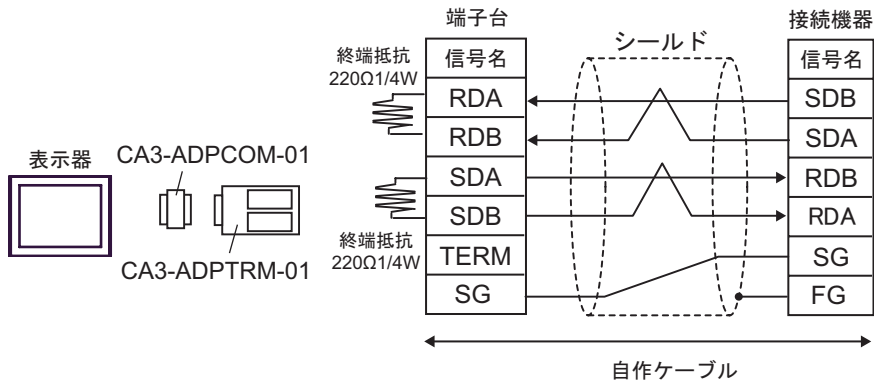 端子台
接続機器
シールド
終端抵抗
220Ω1/4W
信号名
信号名
RDA
SDB
RDB
SDA
表示器
CA3-ADPCOM-01
SDA
RDB
SDB
RDA
終端抵抗
220Ω1/4W
TERM
SG
CA3-ADPTRM-01
SG
FG
自作ケーブル